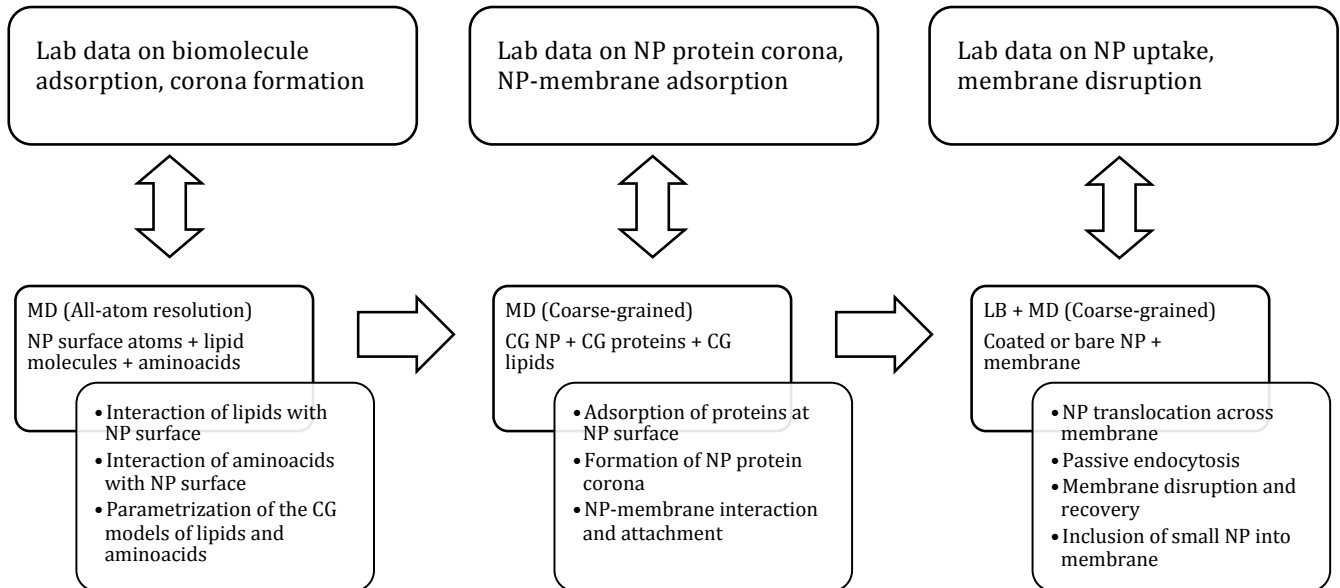 Lab data on biomolecule
adsorption, corona formation
Lab data on NP protein corona,
NP-membrane adsorption
Lab data on NP uptake,
membrane disruption
MD (All-atom resolution)
NP surface atoms + lipid
molecules + aminoacids
• Interaction of lipids with
NP surface
• Interaction of aminoacids
with NP surface
• Parametrization of the CG
models of lipids and
aminoacids
MD (Coarse-grained)
CG NP + CG proteins + CG
lipids
• Adsorption of proteins at
NP surface
• Formation of NP protein
corona
• NP-membrane interaction
and attachment
LB + MD (Coarse-grained)
Coated or bare NP +
membrane
• NP translocation across
membrane
• Passive endocytosis
• Membrane disruption and
recovery
• Inclusion of small NP into
membrane